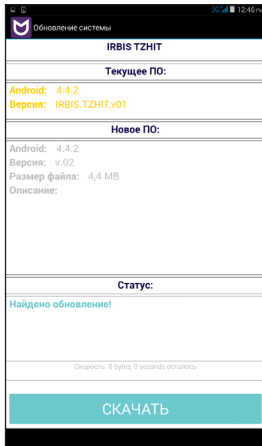 3G 12:46 PM
Обновление системы
IRBIS TZHIT
Текущее ПО:
Android: 4.4.2
Версия: IRBIS.TZHIT.v01
Новое ПО:
Android: 4.4.2
Версия: v.02
Размер файла: 4,4 MB
Описание:
Статус:
Найдено обновление!
Скорость: 0 bytes, 0 seconds осталось
СКАЧАТЬ